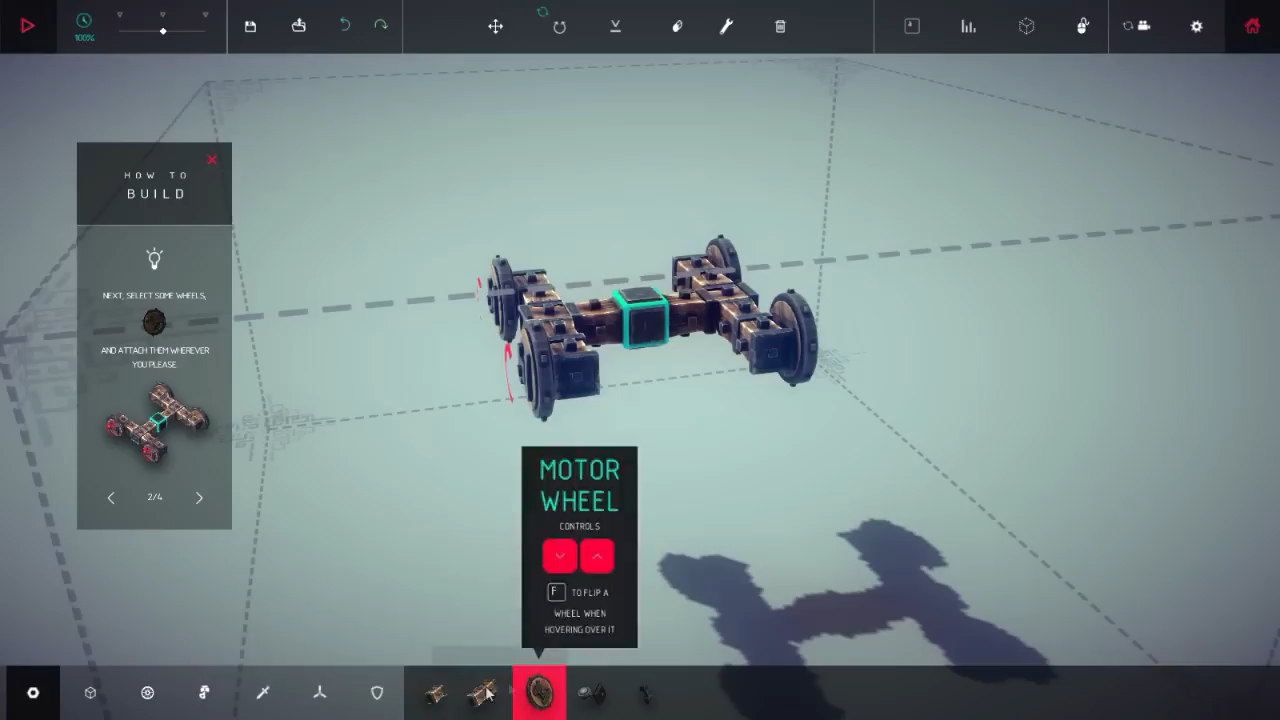 100%
HOW TO
BUILD
NEXT, SELECT SOME WHEELS,
AND ATTACH THEM WHEREVER
YOU PLEASE
2/4
MOTOR
WHEEL
CONTROLS
F TO FLIP A
WHEEL WHEN
HOVERING OVER IT